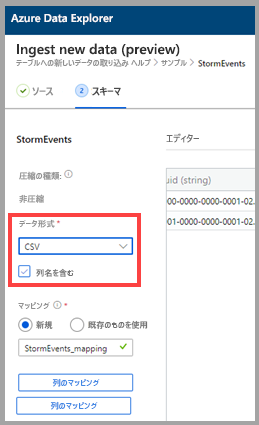 Azure Data Explorer
Ingest new data (preview)
テーブルへの新しいデータの取り込み ヘルプ > サンプル > StormEvents
ソース
2 スキーマ
StormEvents
エディター
圧縮の種類:
uid (string)
非圧縮
00-0000-0000-0001-02.
01-0000-0000-0001-02.
データ形式 *
CSV
列名を含む
マッピング *
新規 既存のものを使用
StormEvents_mapping
列のマッピング
列のマッピング